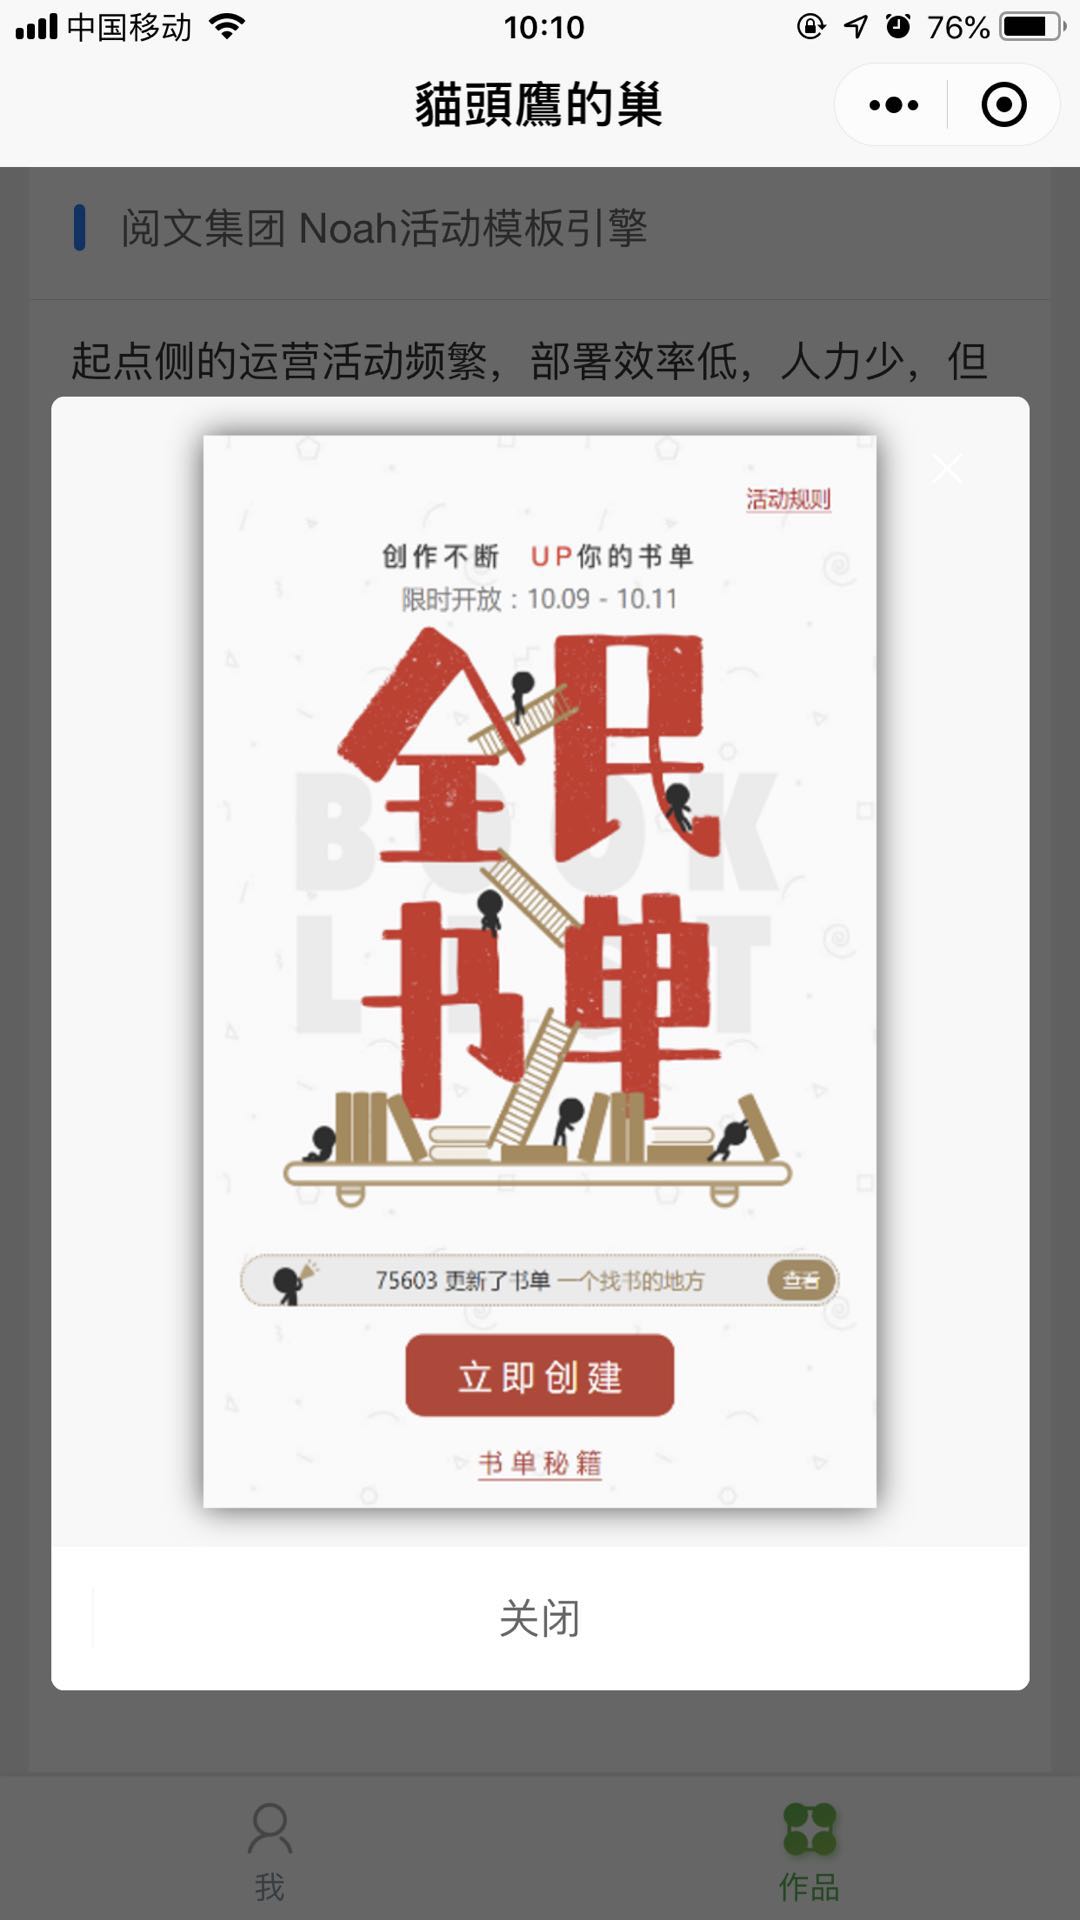 中国移动 10:10 76%
貓頭鷹的巢
阅文集团 Noah活动模板引擎
起点侧的运营活动频繁，部署效率低，人力少，但
活动规则
创作不断 UP你的书单
限时开放：10.09 - 10.11
全民
BOOK
书单
LIST
75603 更新了书单 一个找书的地方 查看
立即创建
书单秘籍
关闭
我 作品